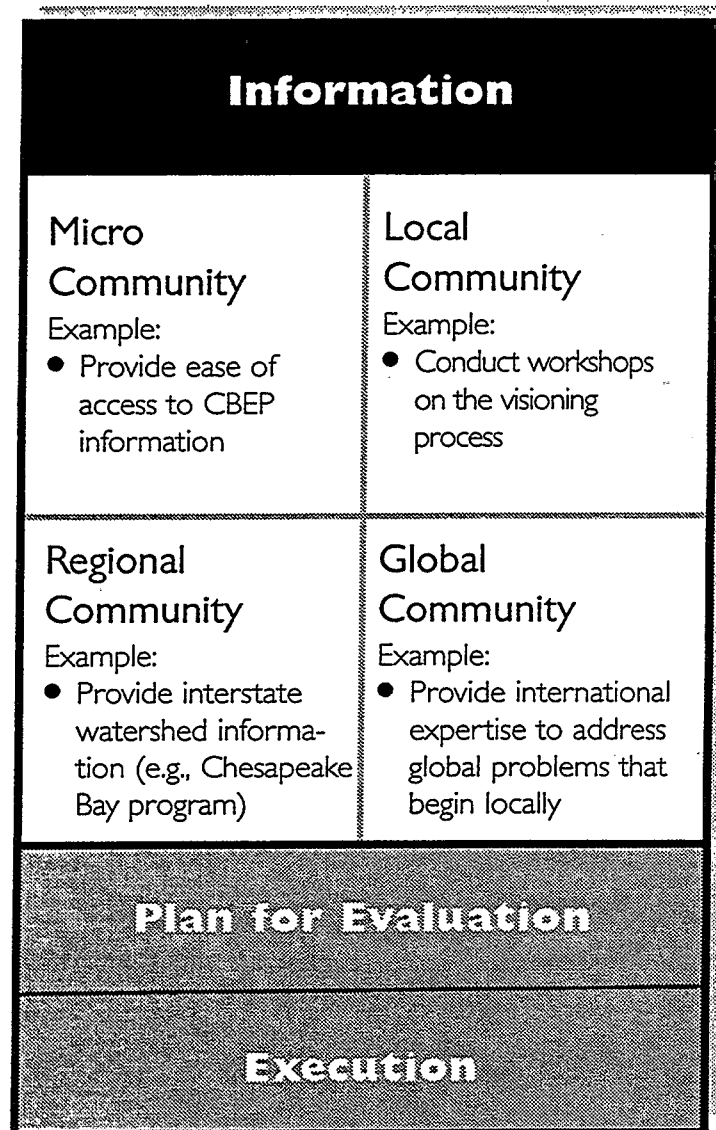 Information
Micro
Community
Example:
● Provide ease of
access to CBEP
information
Local
Community
Example:
● Conduct workshops
on the visioning
process
Regional
Community
Example:
● Provide interstate
watershed informa-
tion (e.g., Chesapeake
Bay program)
Global
Community
Example:
● Provide international
expertise to address
global problems that
begin locally
Plan for Evaluation
Execution